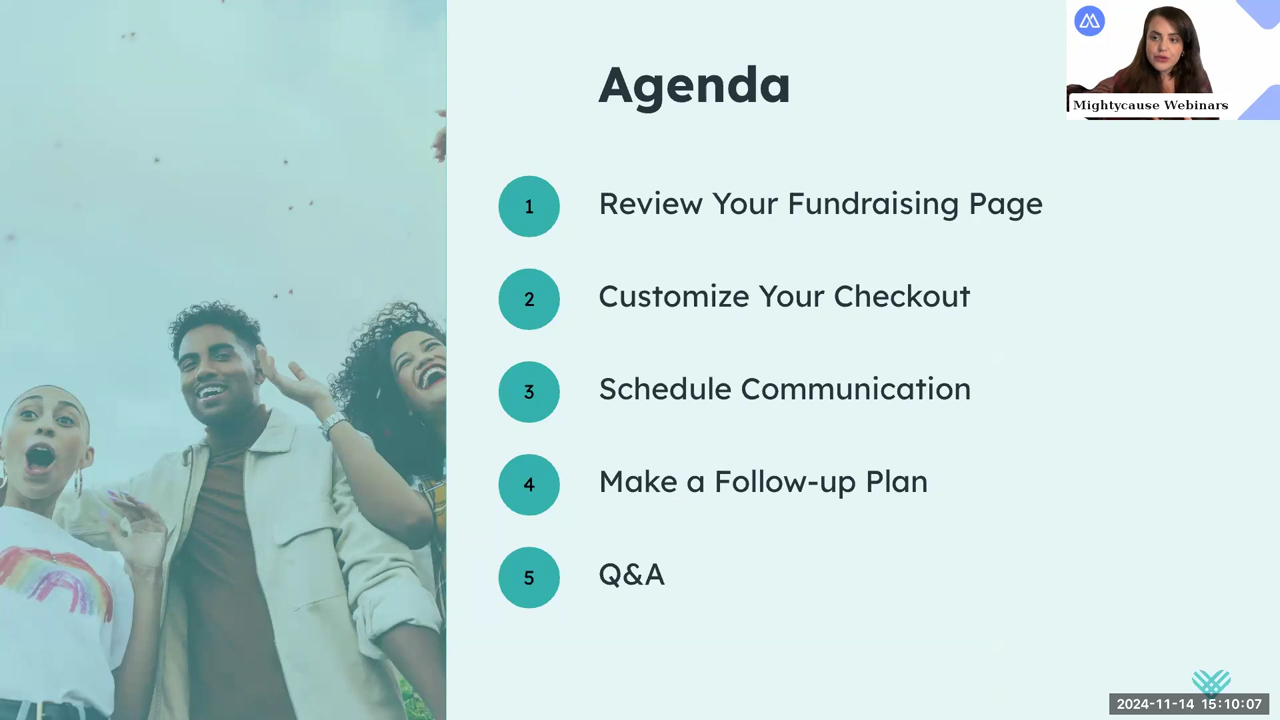 Agenda
Mightycause Webinars
1 Review Your Fundraising Page
2 Customize Your Checkout
3 Schedule Communication
4 Make a Follow-up Plan
5 Q&A
2024-11-14 15:10:07